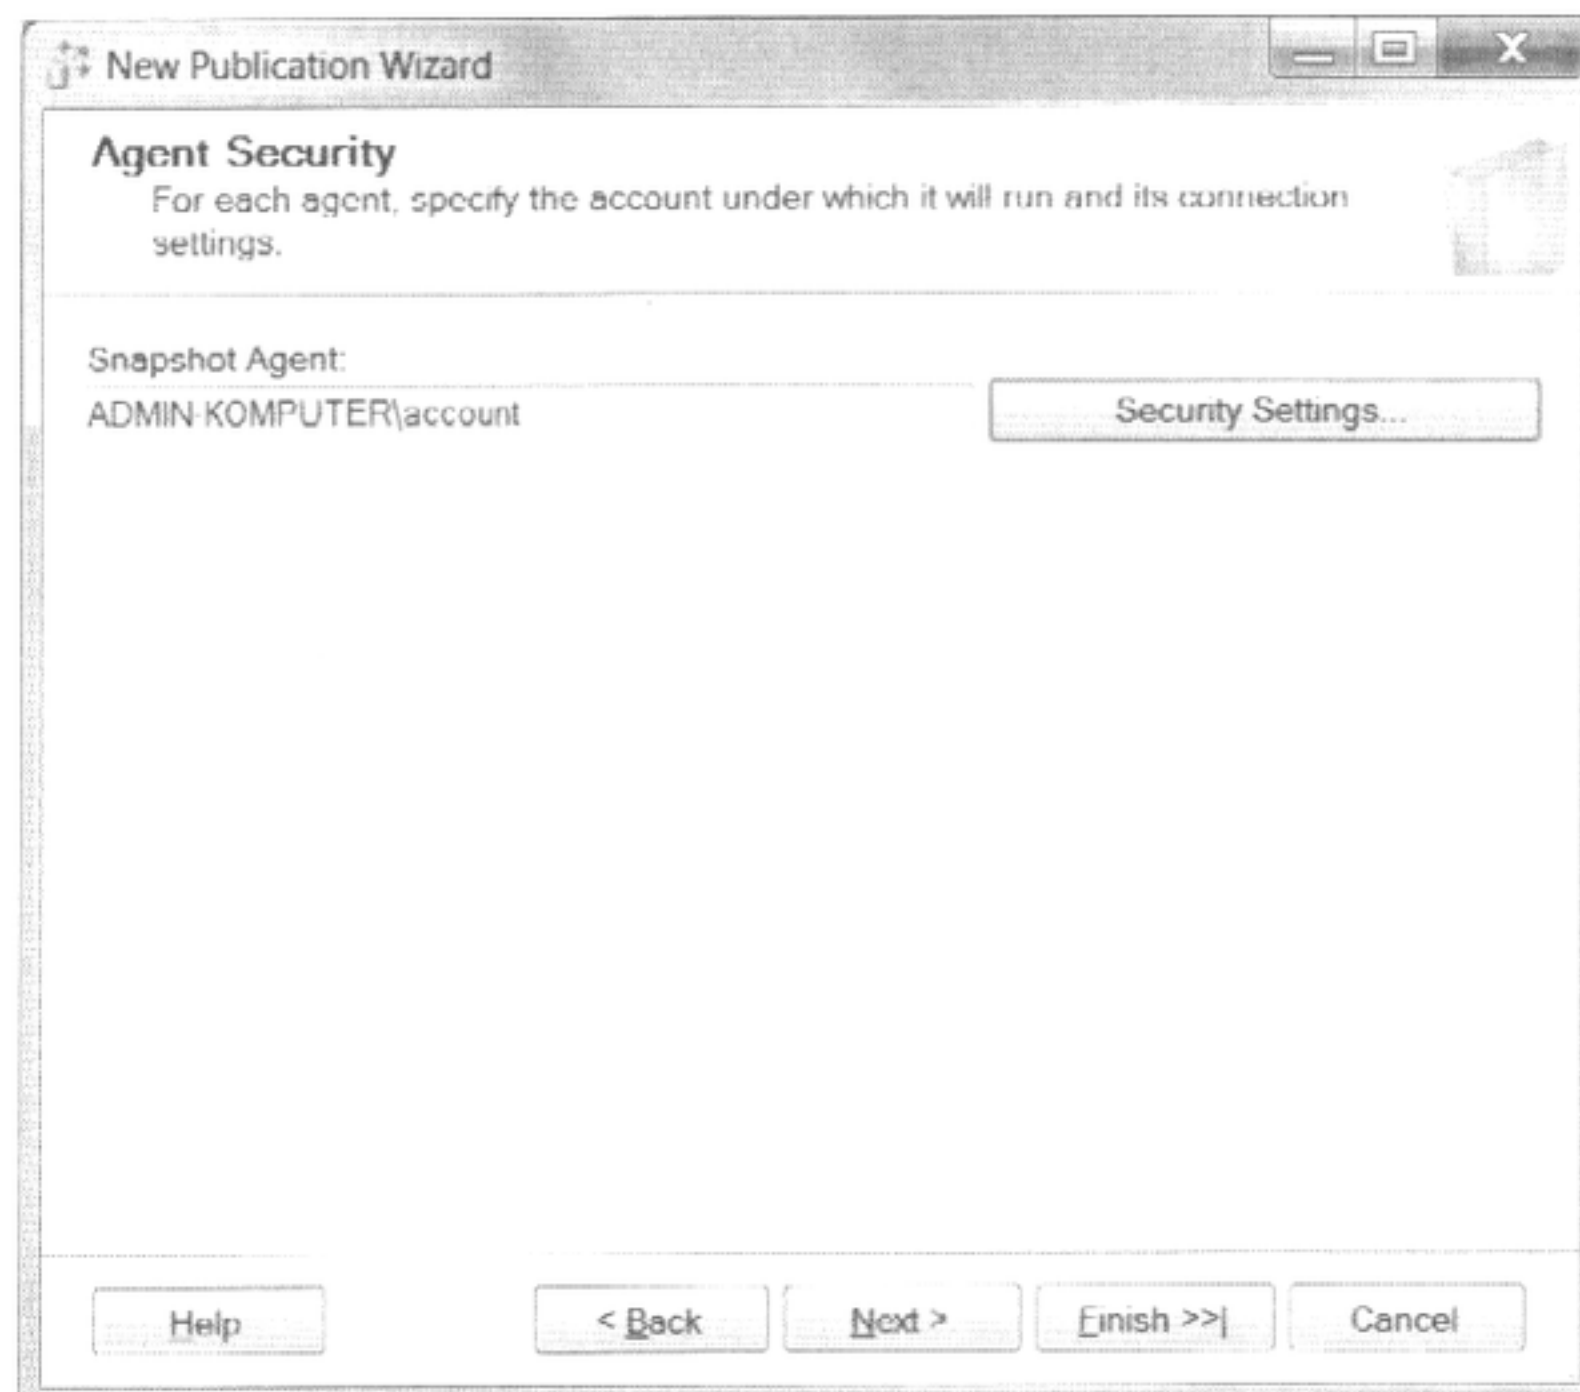 New Publication Wizard
Agent Security
For each agent, specify the account under which it will run and its connection
settings.
Snapshot Agent:
ADMIN-KOMPUTER\account
Security Settings...
Help
< Back
Next >
Finish >>|
Cancel